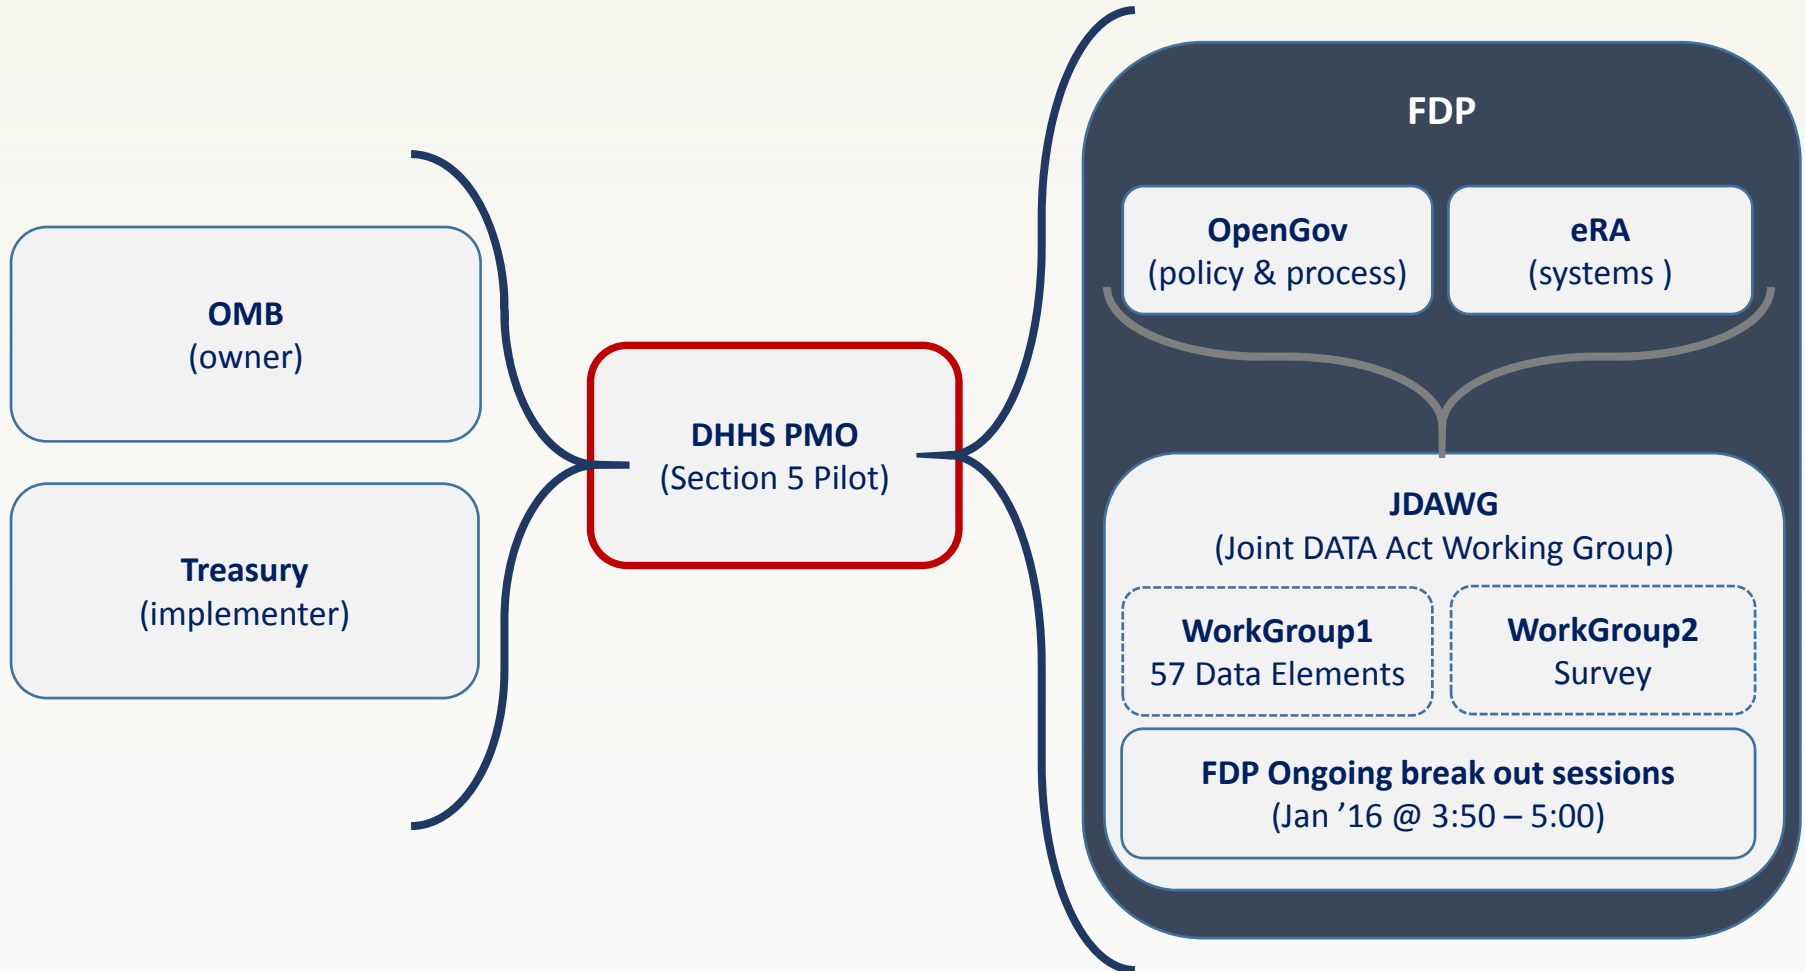 OMB
(owner)
Treasury
(implementer)
DHHS PMO
(Section 5 Pilot)
FDP
OpenGov
(policy & process)
eRA
(systems )
JDAWG
(Joint DATA Act Working Group)
WorkGroup1
57 Data Elements
WorkGroup2
Survey
FDP Ongoing break out sessions
(Jan ’16 @ 3:50 – 5:00)